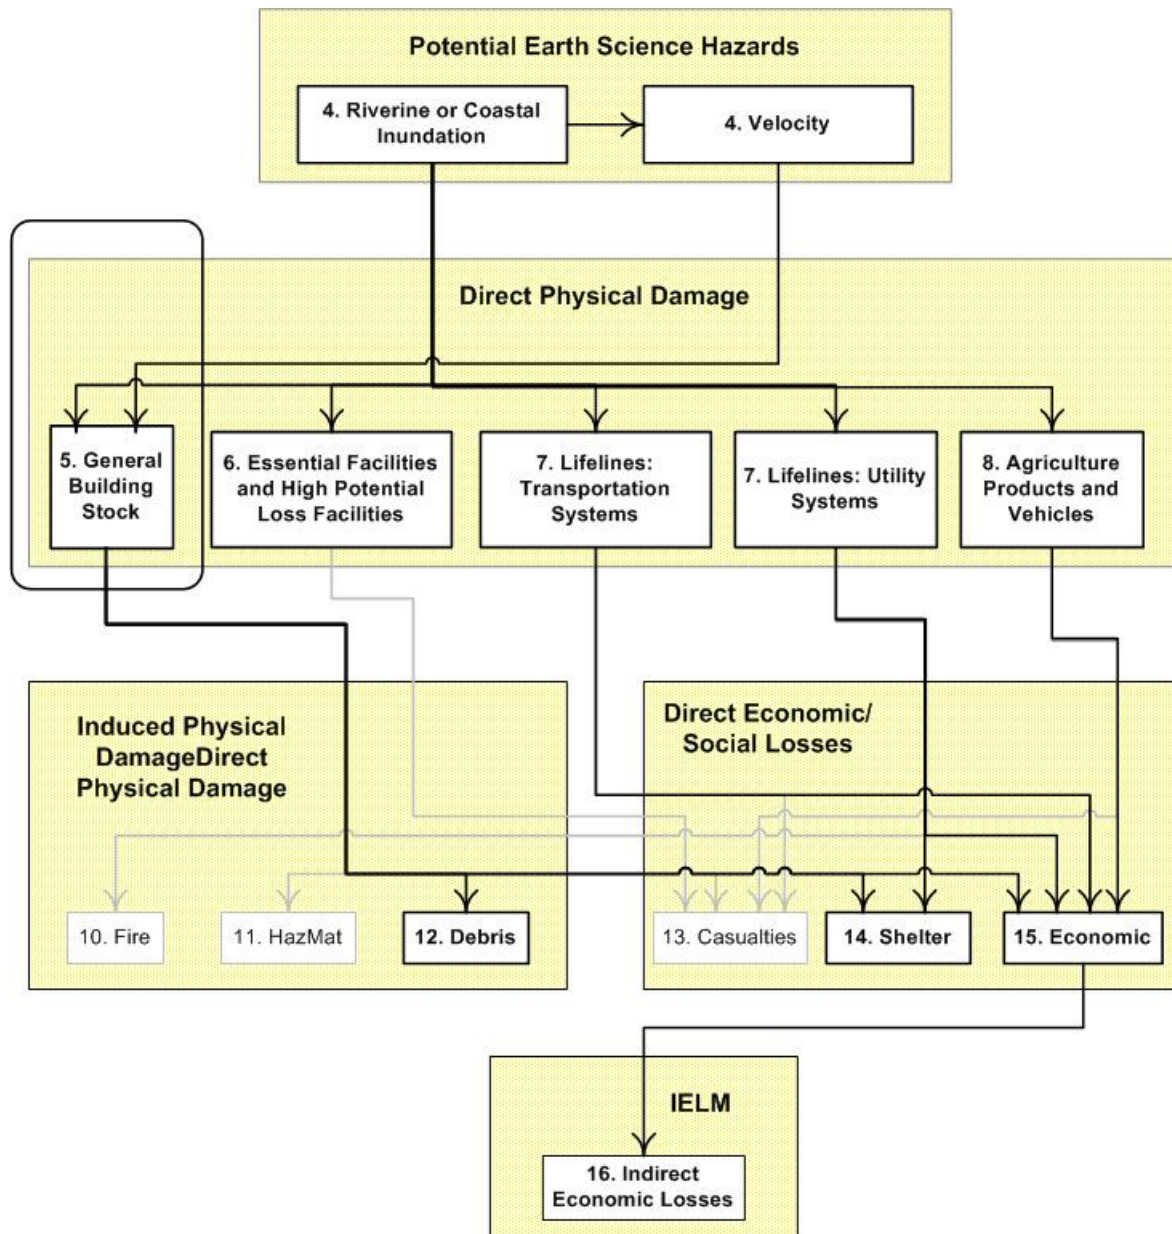 Potential Earth Science Hazards
4. Riverine or Coastal
Inundation
4. Velocity
Direct Physical Damage
5. General
Building
Stock
6. Essential Facilities
and High Potential
Loss Facilities
7. Lifelines:
Transportation
Systems
7. Lifelines: Utility
Systems
8. Agriculture
Products and
Vehicles
Induced Physical
DamageDirect
Physical Damage
Direct Economic/
Social Losses
10. Fire
11. HazMat
12. Debris
13. Casualties
14. Shelter
15. Economic
IELM
16. Indirect
Economic Losses